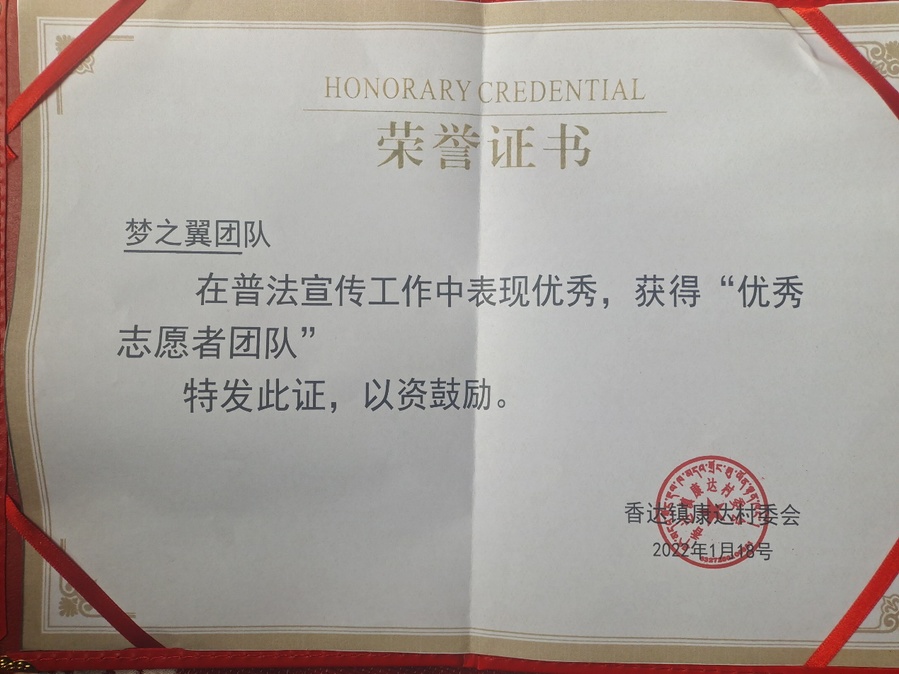 HONORARY CREDENTIAL
荣誉证书
梦之翼团队
在普法宣传工作中表现优秀，获得“优秀
志愿者团队”
特发此证，以资鼓励。
香达镇康达村委会
2022年1月18号